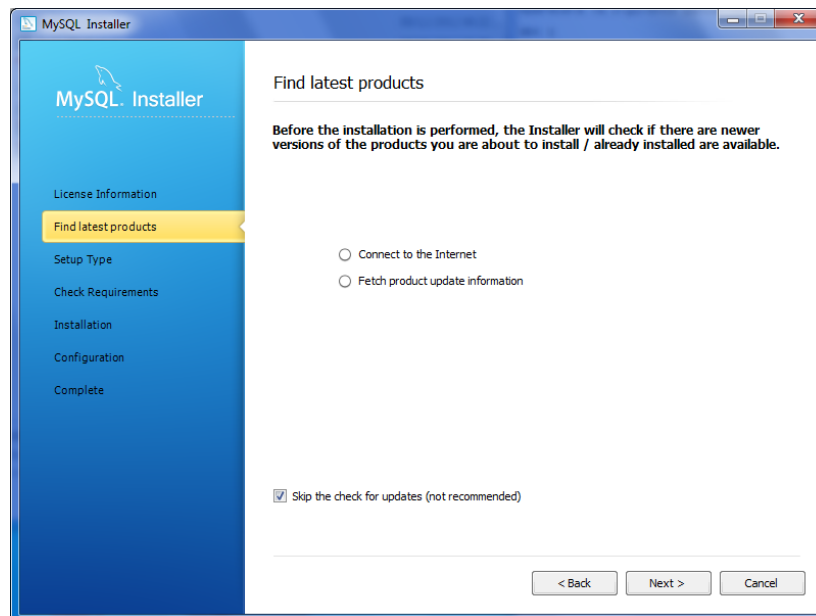 MySQL Installer
MySQL. Installer
License Information
Find latest products
Setup Type
Check Requirements
Installation
Configuration
Complete
Find latest products
Before the installation is performed, the Installer will check if there are newer
versions of the products you are about to install / already installed are available.
Connect to the Internet
Fetch product update information
Skip the check for updates (not recommended)
< Back
Next >
Cancel